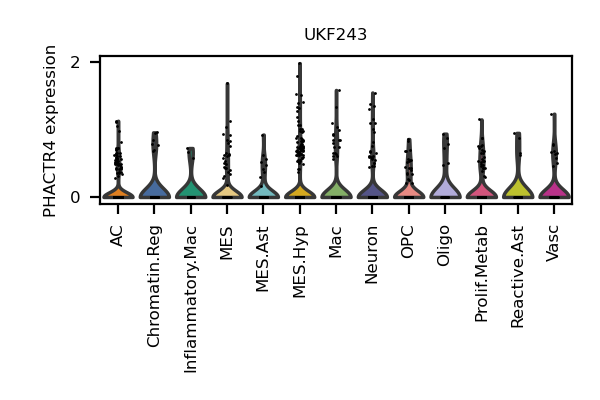 UKF243
PHACTR4 expression
2
0
AC
Chromatin.Reg
Inflammatory.Mac
MES
MES.Ast
MES.Hyp
Mac
Neuron
OPC
Oligo
Prolif.Metab
Reactive.Ast
Vasc